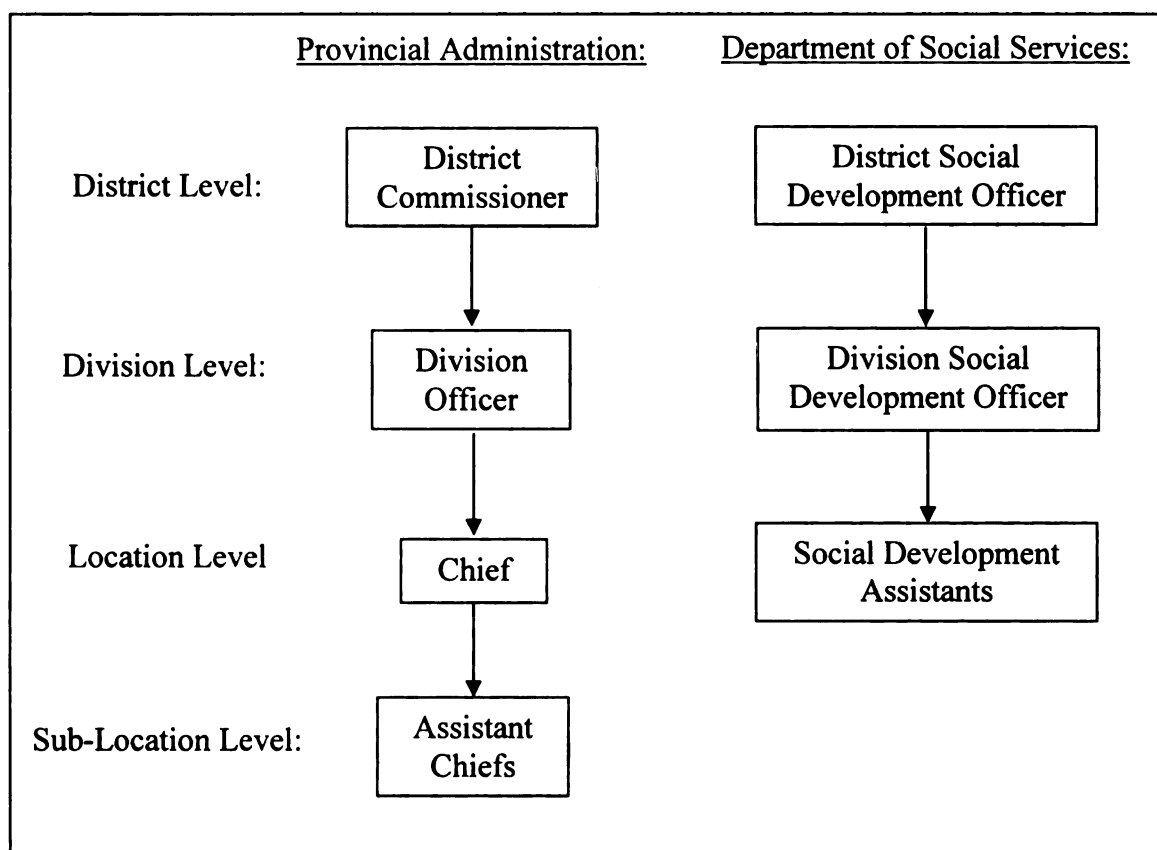 Provincial Administration:
Department of Social Services:
District Level:
District
Commissioner
District Social
Development Officer
Division Level:
Division
Officer
Division Social
Development Officer
Location Level
Chief
Social Development
Assistants
Sub-Location Level:
Assistant
Chiefs